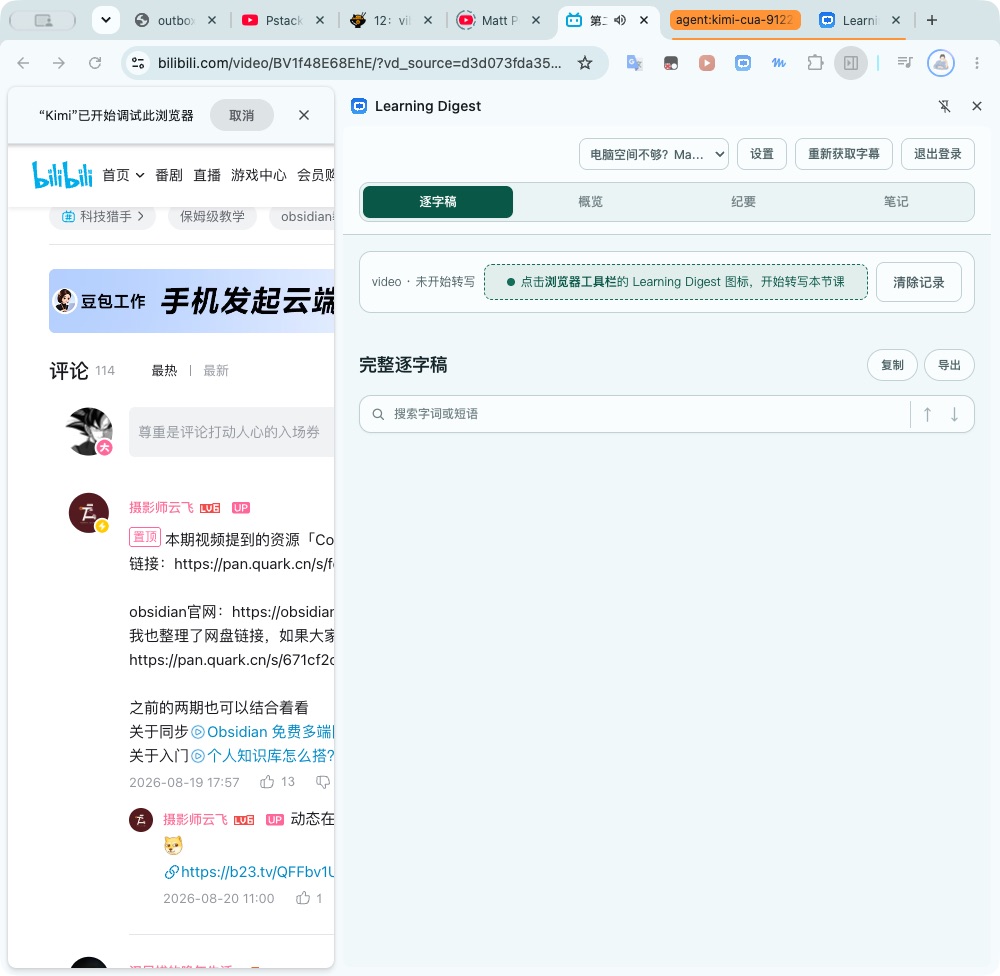 outbo
Pstack
12：vi
Matt P
第二
agent:kimi-cua-9122
Learni
bilibili.com/video/BV1f48E68EhE/?vd_source=d3d073fda35...
“Kimi”已开始调试此浏览器
取消
Learning Digest
电脑空间不够？Ma...
设置
重新获取字幕
退出登录
bilibili
首页
番剧
直播
游戏中心
会员购
逐字稿
概览
纪要
笔记
科技猎手
保姆级教学
obsidian
video · 未开始转写
点击浏览器工具栏的 Learning Digest 图标，开始转写本节课
清除记录
豆包工作
手机发起云端
完整逐字稿
复制
导出
搜索字词或短语
评论 114
最热 | 最新
大
尊重是评论打动人心的入场券
摄影师云飞 LV6 UP
置顶 本期视频提到的资源「Co
链接：https://pan.quark.cn/s/f
obsidian官网：https://obsidian
我也整理了网盘链接，如果大家
https://pan.quark.cn/s/671cf2c
之前的两期也可以结合着看
关于同步 Obsidian 免费多端
关于入门 个人知识库怎么搭？
2026-08-19 17:57 13
摄影师云飞 LV6 UP 动态在
https://b23.tv/QFFbv1U
2026-08-20 11:00 1